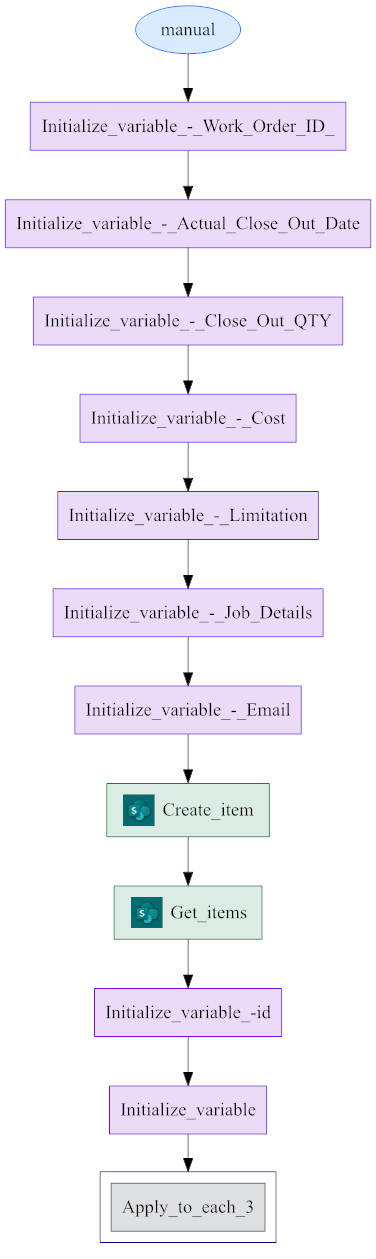 manual
Initialize_variable_-_Work_Order_ID_
Initialize_variable_-_Actual_Close_Out_Date
Initialize_variable_-_Close_Out_QTY
Initialize_variable_-_Cost
Initialize_variable_-_Limitation
Initialize_variable_-_Job_Details
Initialize_variable_-_Email
S Create_item
S Get_items
Initialize_variable_-id
Initialize_variable
Apply_to_each_3